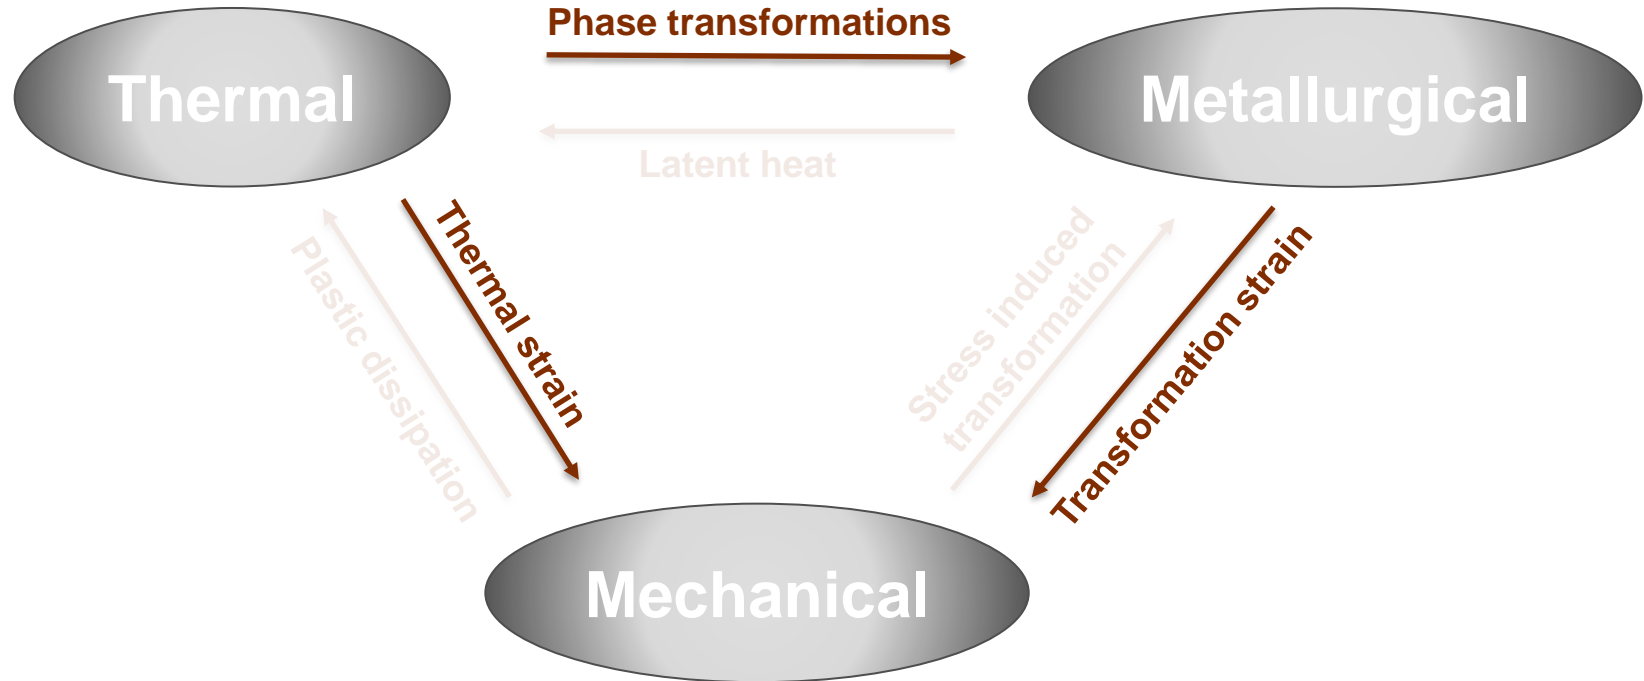 Phase transformations
Thermal
Metallurgical
Latent heat
Plastic dissipation
Thermal strain
Stress induced
transformation
Transformation strain
Mechanical